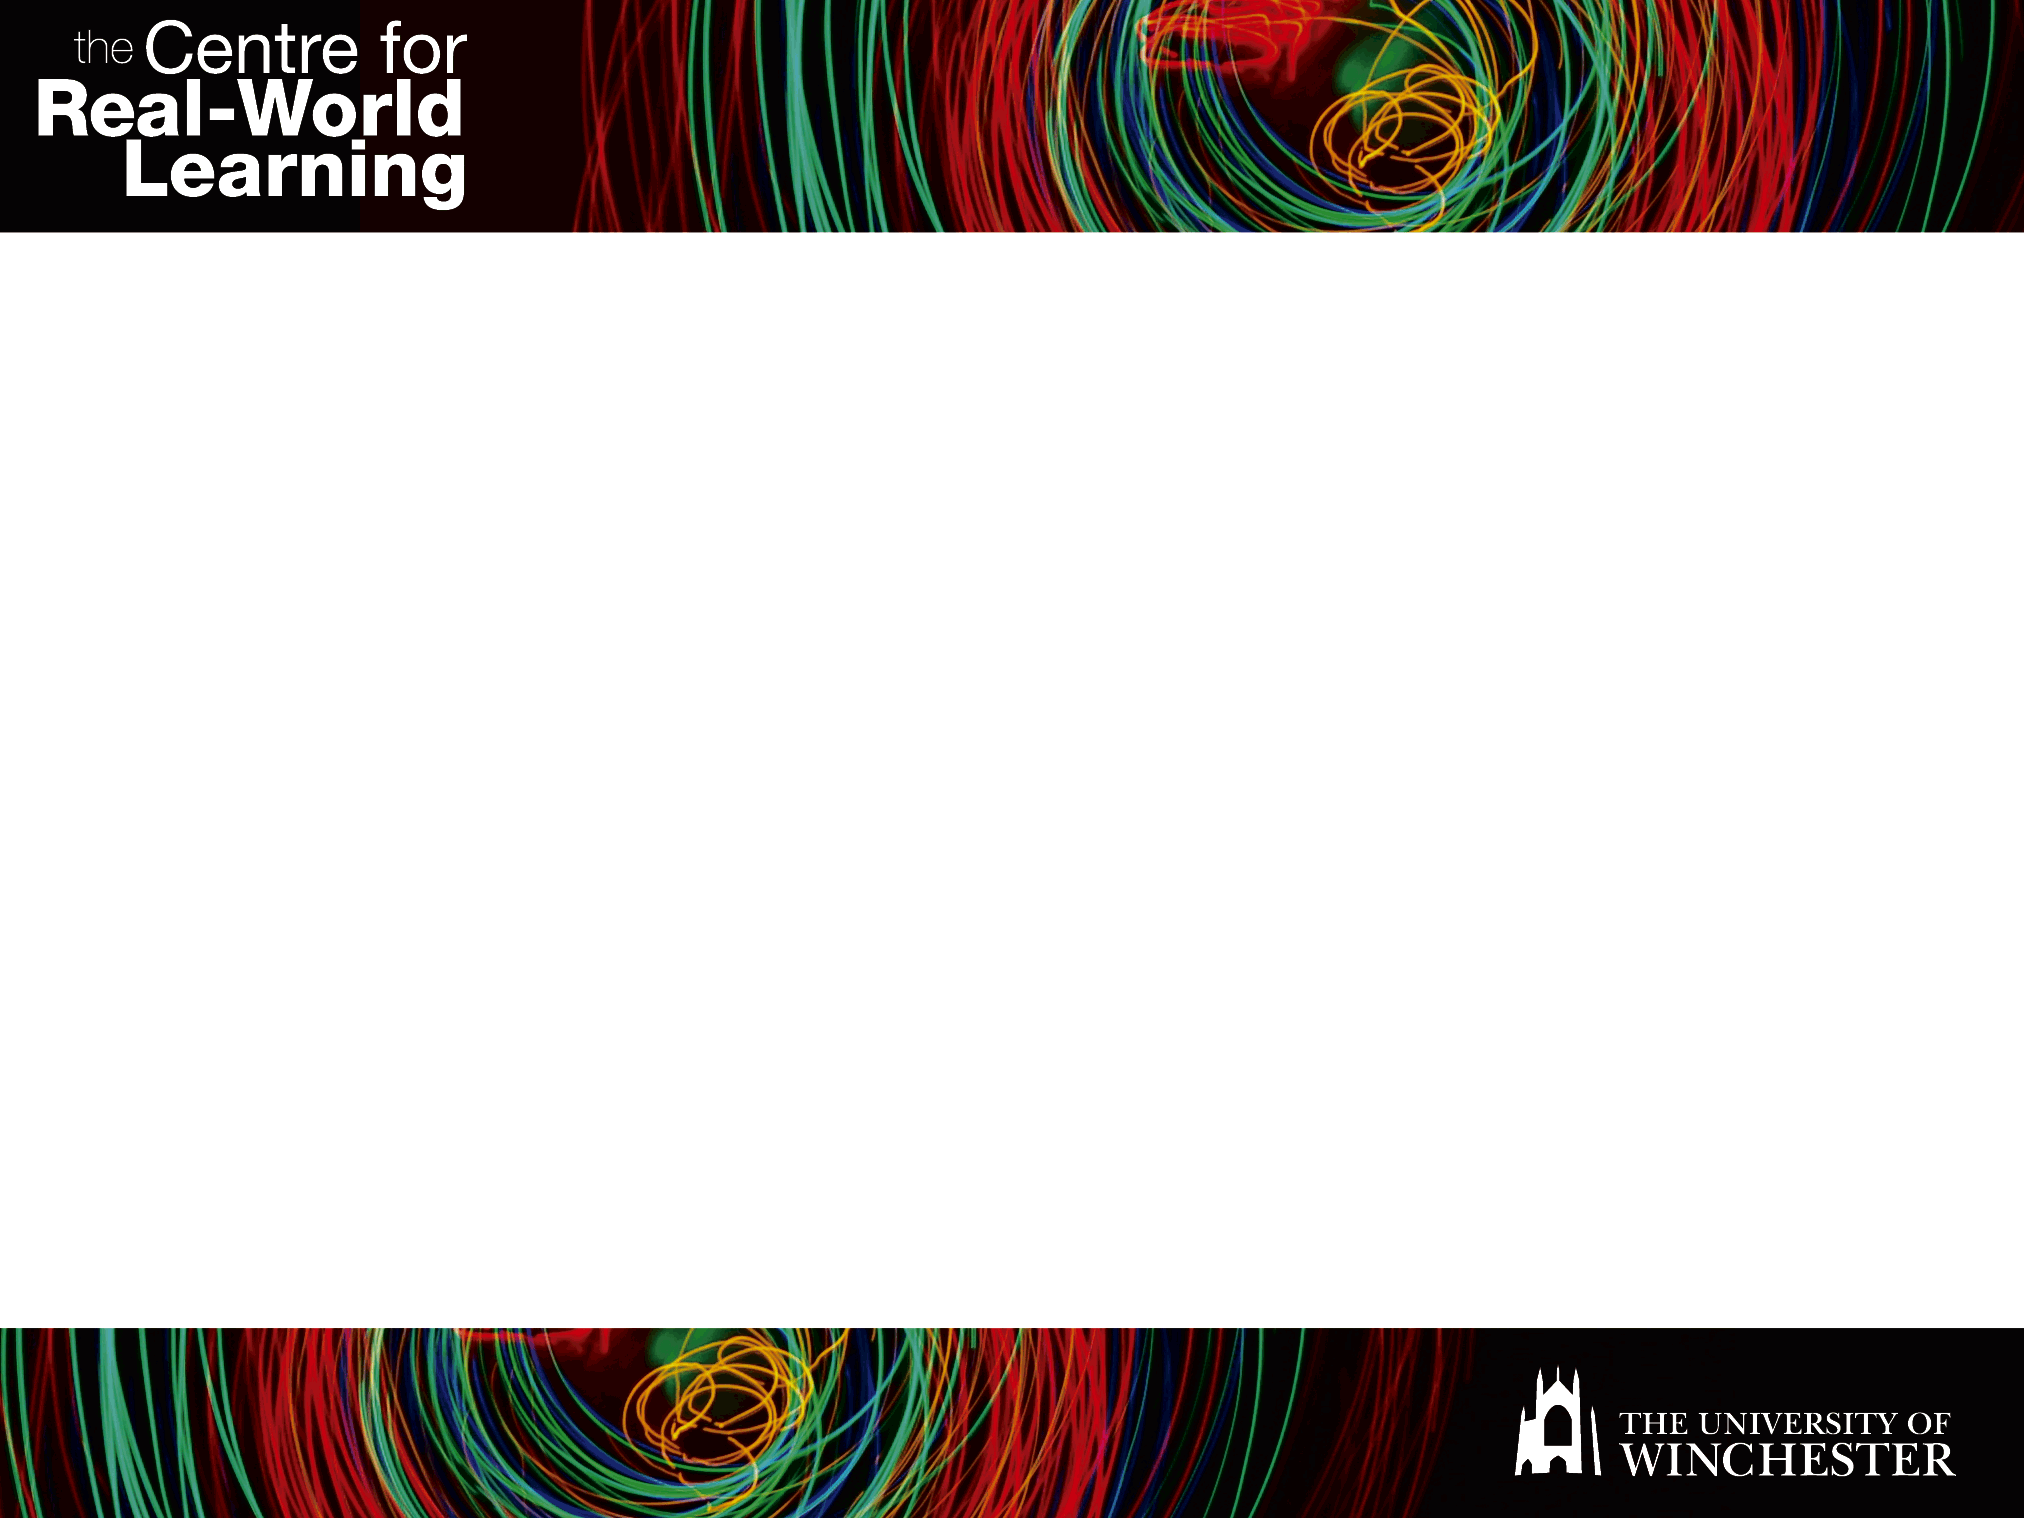 the Centre for
Real-World
Learning
THE UNIVERSITY OF
WINCHESTER